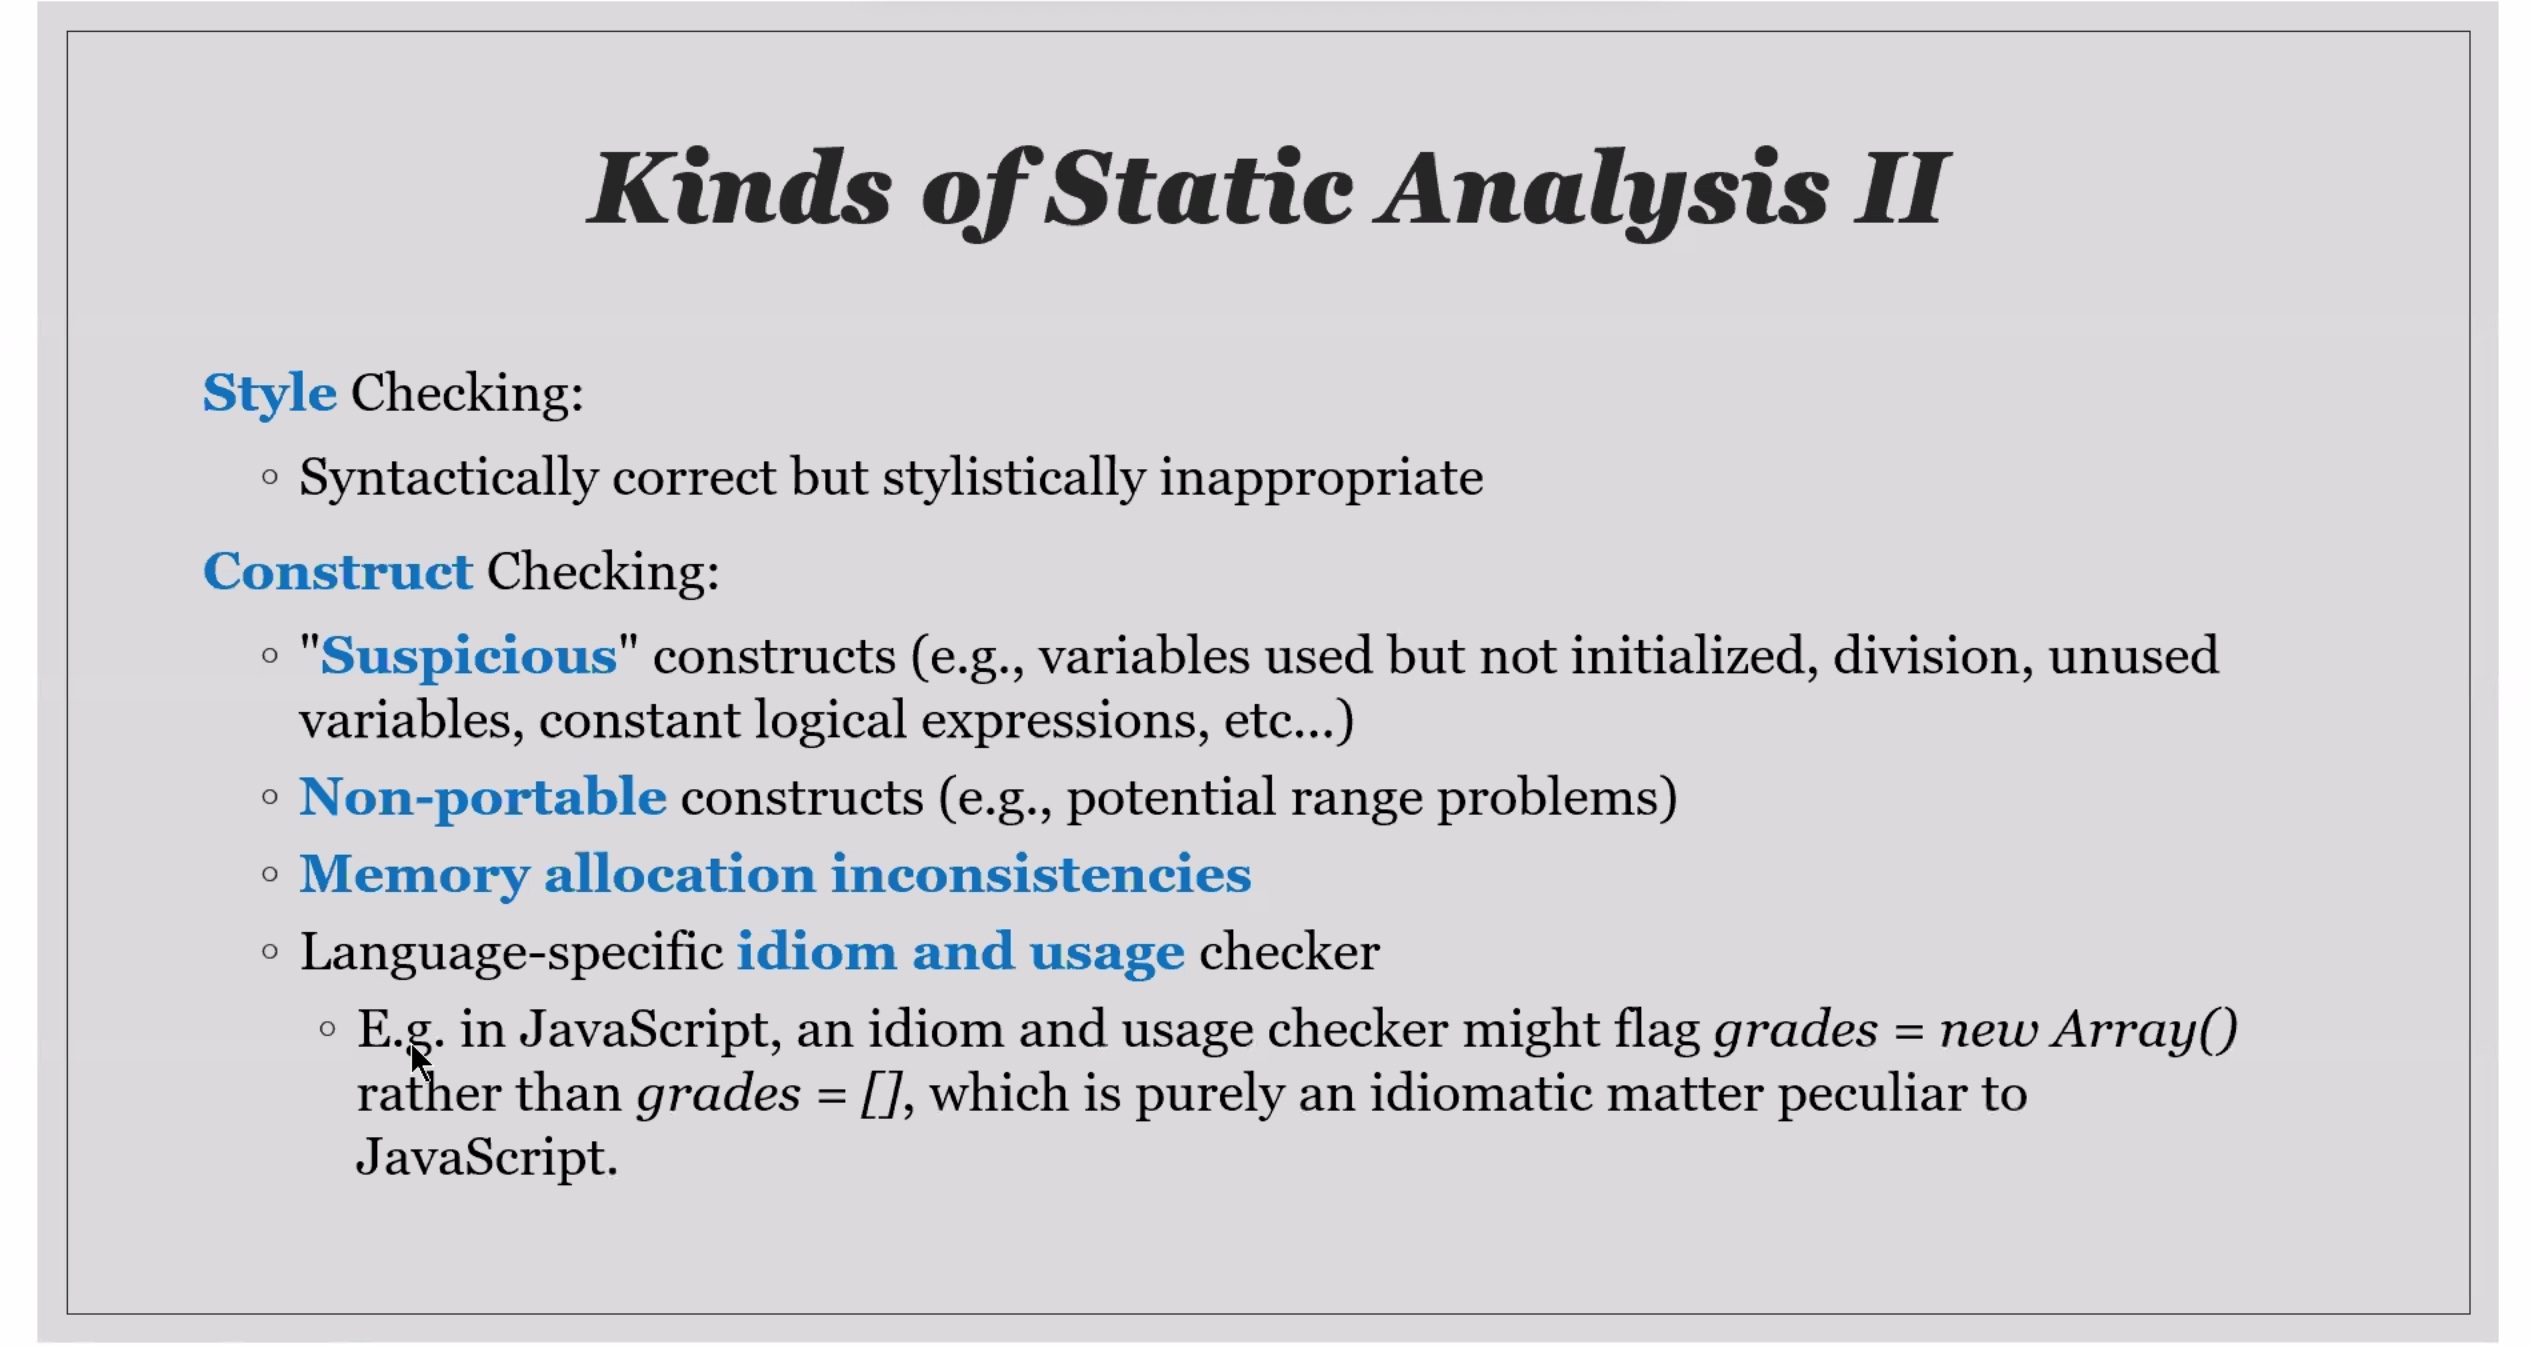 Kinds of Static Analysis II
Style Checking:
◦ Syntactically correct but stylistically inappropriate
Construct Checking:
◦ "Suspicious" constructs (e.g., variables used but not initialized, division, unused
variables, constant logical expressions, etc...)
◦ Non-portable constructs (e.g., potential range problems)
◦ Memory allocation inconsistencies
◦ Language-specific idiom and usage checker
◦ E.g. in JavaScript, an idiom and usage checker might flag grades = new Array()
rather than grades = [], which is purely an idiomatic matter peculiar to
JavaScript.